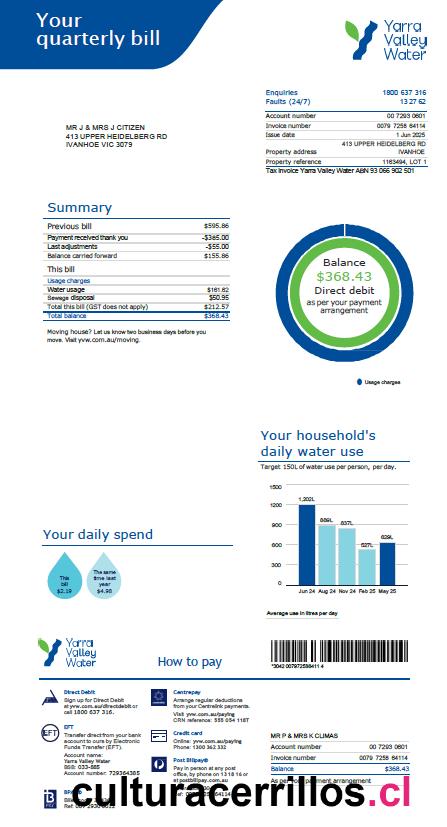 Your
quarterly bill
Yarra
Valley
Water
Enquiries 1800 637 316
Faults (24/7) 13 27 62
Account number 00 7293 0601
Invoice number 0079 7258 64114
Issue date 1 Jun 2025
413 UPPER HEIDELBERG RD
Property address IVANHOE
Property reference 1163494, LOT 1
Tax Invoice Yarra Valley Water ABN 93 066 902 501
MR J & MRS J CITIZEN
413 UPPER HEIDELBERG RD
IVANHOE VIC 3079
Summary
Previous bill $595.86
Payment received thank you -$385.00
Last adjustments -$55.00
Balance carried forward $155.86
This bill
Usage charges
Water usage $161.62
Sewage disposal $50.95
Total this bill (GST does not apply) $212.57
Total balance $368.43
Moving house? Let us know two business days before you
move. Visit yvw.com.au/moving.
Balance
$368.43
Direct debit
as per your payment
arrangement
Usage charges
Your household's
daily water use
Target 150L of water use per person, per day.
1500
1200
900
600
300
0
1,202L
889L
837L
527L
629L
Jun 24 Aug 24 Nov 24 Feb 25 May 25
Average use in litres per day
Your daily spend
This
bill
$2.19
The same
time last
year
$4.98
Yarra
Valley
Water
How to pay
*3042 0079725886411 4
Direct Debit
Sign up for Direct Debit
at yvw.com.au/directdebit or
call 1800 637 316.
EFT
EFT
Transfer direct from your bank
account to ours by Electronic
Funds Transfer (EFT).
Account name:
Yarra Valley Water
BSB: 033-885
Account number: 729364385
Centrepay
Arrange regular deductions
from your Centrelink payments.
Visit yvw.com.au/paying
CRN reference: 555 054 118T
Credit card
Online: yvw.com.au/paying
Phone: 1300 362 332
Post Billpay®
Pay in person at any post
office, by phone on 13 18 16 or
at postbillpay.com.au
MR P & MRS K CLIMAS
Account number 00 7293 0601
Invoice number 0079 7258 64114
Balance $368.43
As per your payment arrangement
culturacerrillos.cl